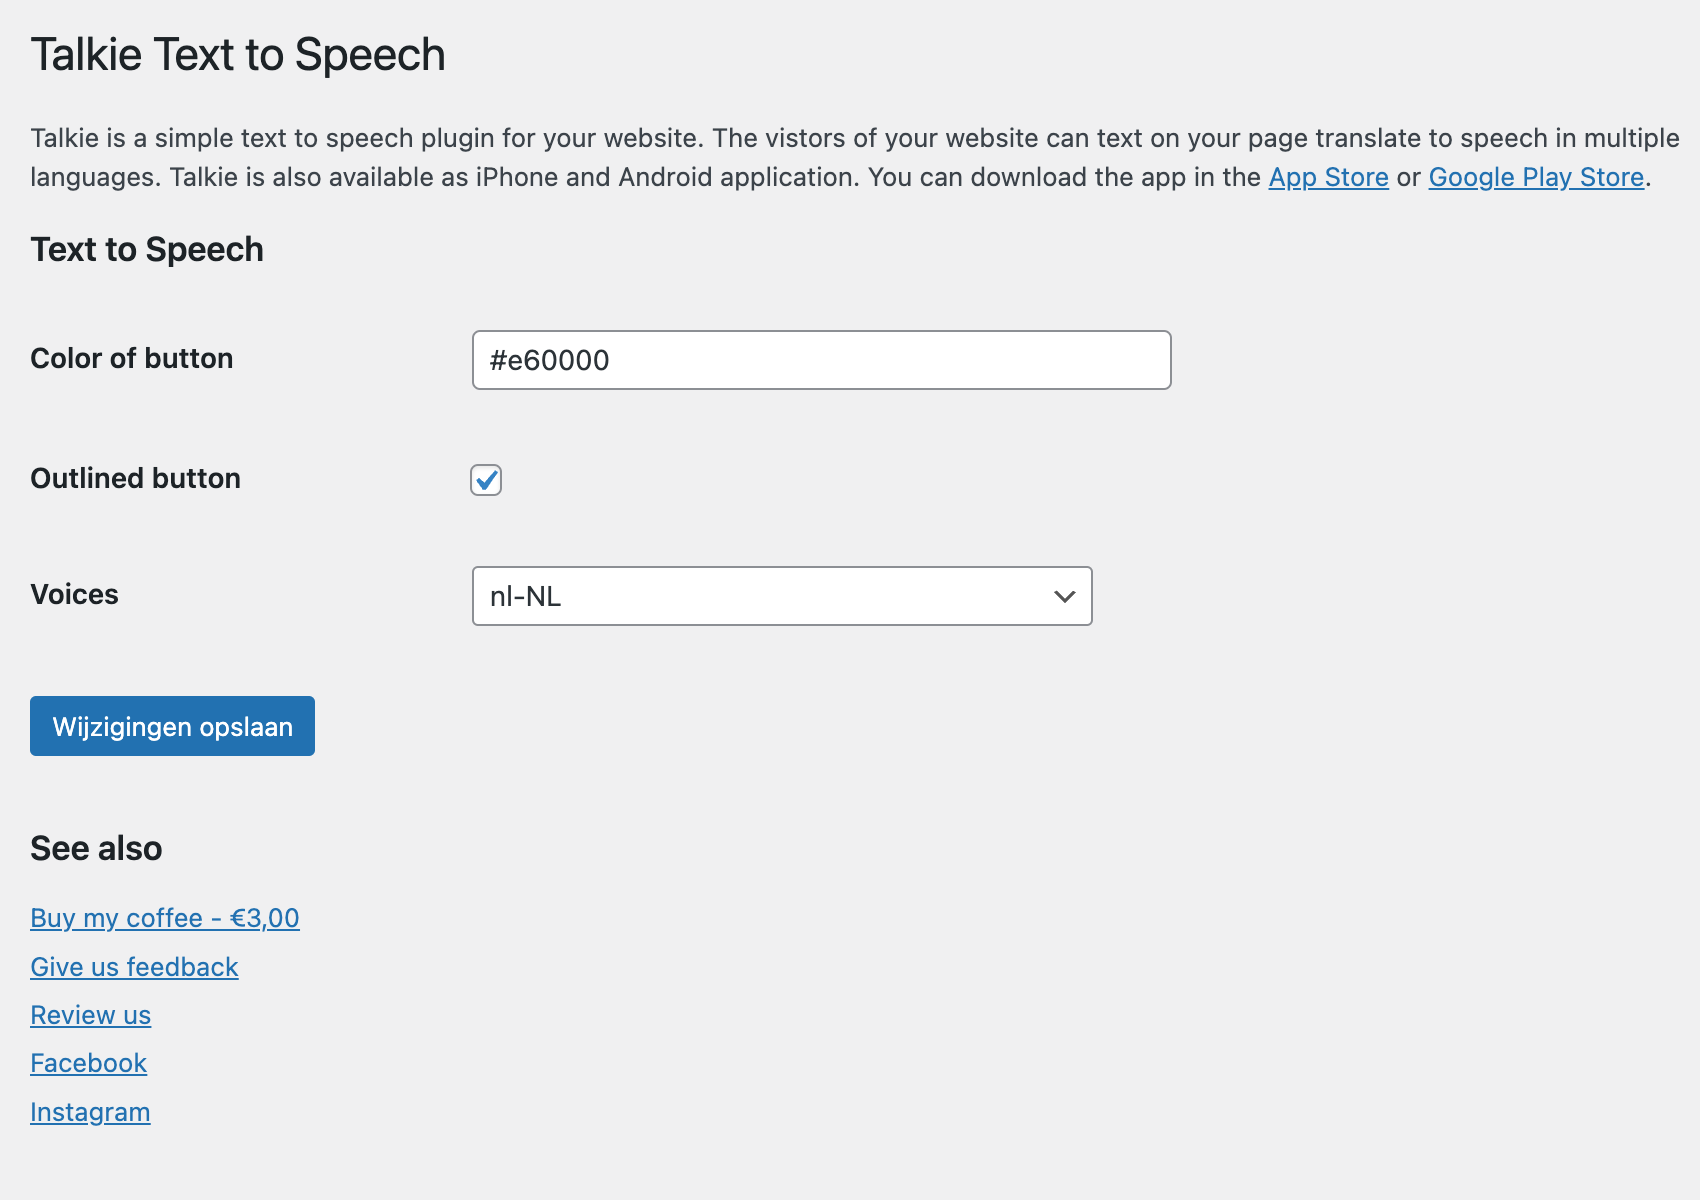 Talkie Text to Speech
Talkie is a simple text to speech plugin for your website. The vistors of your website can text on your page translate to speech in multiple
languages. Talkie is also available as iPhone and Android application. You can download the app in the App Store or Google Play Store.
Text to Speech
Color of button
#e60000
Outlined button
Voices
nl-NL
Wijzigingen opslaan
See also
Buy my coffee - €3,00
Give us feedback
Review us
Facebook
Instagram